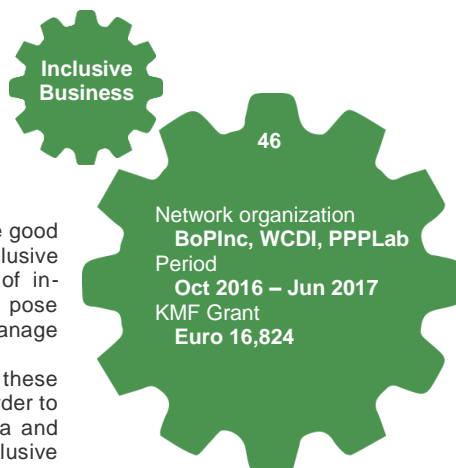 Inclusive
Business
46
Network organization
BoPInc, WCDI, PPPLab
Period
Oct 2016 – Jun 2017
KMF Grant
Euro 16,824
good
lusive
of in-
pose
anage
these
der to
a and
lusive